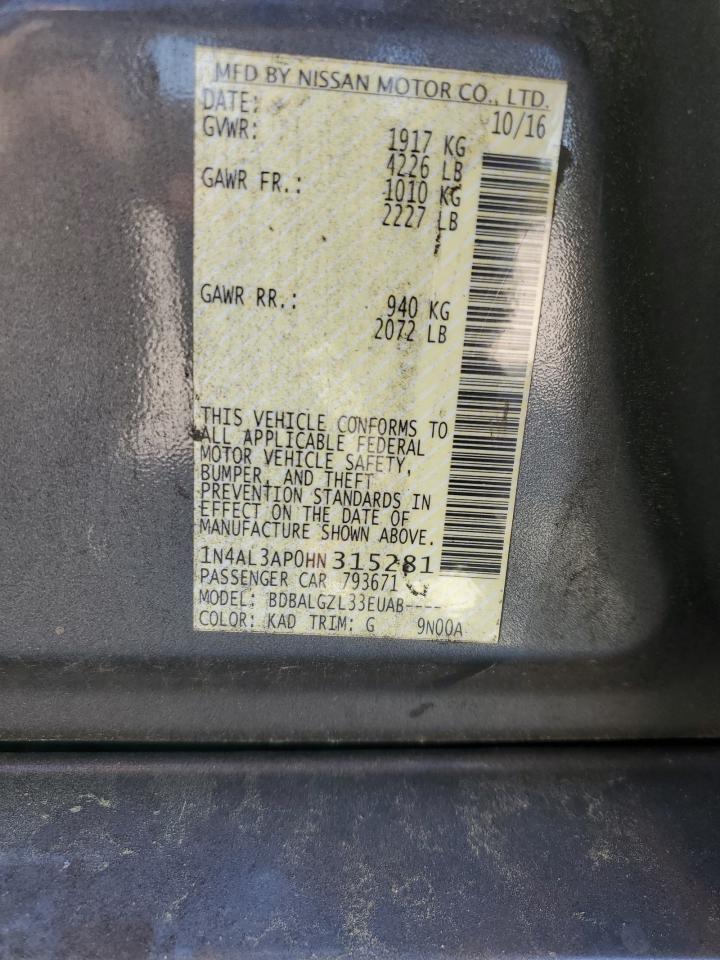 MFD BY NISSAN MOTOR CO., LTD.
DATE: 10/16
GVWR: 1917 KG
4226 LB
GAWR FR.: 1010 KG
2227 LB
GAWR RR.: 940 KG
2072 LB
THIS VEHICLE CONFORMS TO
ALL APPLICABLE FEDERAL
MOTOR VEHICLE SAFETY,
BUMPER, AND THEFT
PREVENTION STANDARDS IN
EFFECT ON THE DATE OF
MANUFACTURE SHOWN ABOVE.
1N4AL3AP0HN315281
PASSENGER CAR 793671
MODEL: BDBALGZL33EUAB----
COLOR: KAD TRIM: G 9N00A